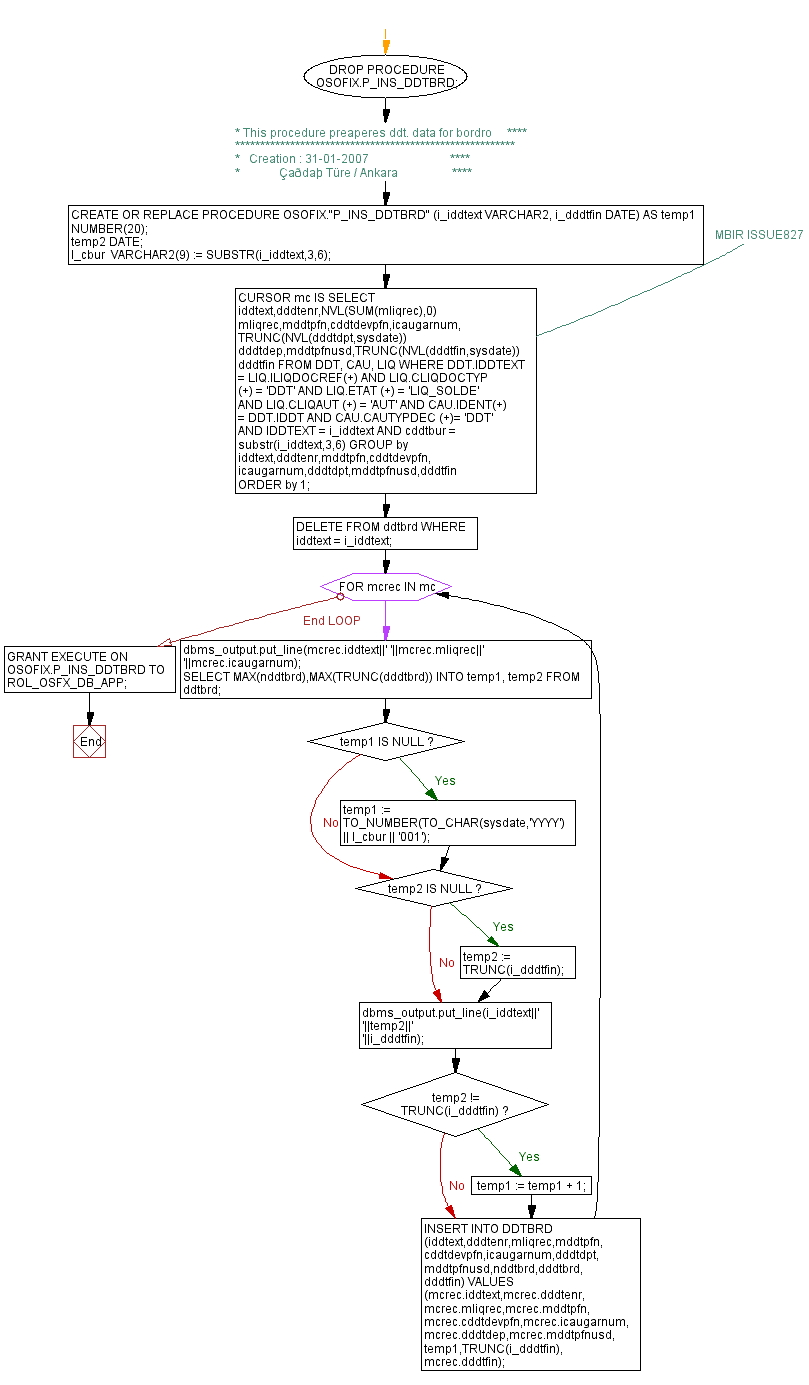 DROP PROCEDURE
OSOFIX.P_INS_DDTBRD;
* This procedure preaperes ddt. data for bordro ****
********************************************************
* Creation : 31-01-2007 ****
* Çaðdaþ Türe / Ankara ****
CREATE OR REPLACE PROCEDURE OSOFIX."P_INS_DDTBRD" (i_iddtext VARCHAR2, i_dddtfin DATE) AS temp1
NUMBER(20);
temp2 DATE;
l_cbur VARCHAR2(9) := SUBSTR(i_iddtext,3,6);
MBIR ISSUE827
CURSOR mc IS SELECT
iddtext,dddtenr,NVL(SUM(mliqrec),0)
mliqrec,mddtpfn,cddtdevpfn,icaugarnum,
TRUNC(NVL(dddtdpt,sysdate))
dddtdep,mddtpfnusd,TRUNC(NVL(dddtfin,sysdate))
dddtfin FROM DDT, CAU, LIQ WHERE DDT.IDDTEXT
= LIQ.ILIQDOCREF(+) AND LIQ.CLIQDOCTYP
(+) = 'DDT' AND LIQ.ETAT (+) = 'LIQ_SOLDE'
AND LIQ.CLIQAUT (+) = 'AUT' AND CAU.IDENT(+)
= DDT.IDDT AND CAU.CAUTYPDEC (+)= 'DDT'
AND IDDTEXT = i_iddtext AND cddtbur =
substr(i_iddtext,3,6) GROUP by
iddtext,dddtenr,mddtpfn,cddtdevpfn,
icaugarnum,dddtdpt,mddtpfnusd,dddtfin
ORDER by 1;
DELETE FROM ddtbrd WHERE
iddtext = i_iddtext;
FOR mcrec IN mc
End LOOP
GRANT EXECUTE ON
OSOFIX.P_INS_DDTBRD TO
ROL_OSFX_DB_APP;
End
dbms_output.put_line(mcrec.iddtext||' '||mcrec.mliqrec||'
'||mcrec.icaugarnum);
SELECT MAX(nddtbrd),MAX(TRUNC(dddtbrd)) INTO temp1, temp2 FROM
ddtbrd;
temp1 IS NULL ?
Yes
No
temp1 :=
TO_NUMBER(TO_CHAR(sysdate,'YYYY')
|| l_cbur || '001');
temp2 IS NULL ?
Yes
No
temp2 :=
TRUNC(i_dddtfin);
dbms_output.put_line(i_iddtext||'
'||temp2||'
'||i_dddtfin);
temp2 !=
TRUNC(i_dddtfin) ?
Yes
No
temp1 := temp1 + 1;
INSERT INTO DDTBRD
(iddtext,dddtenr,mliqrec,mddtpfn,
cddtdevpfn,icaugarnum,dddtdpt,
mddtpfnusd,nddtbrd,dddtbrd,
dddtfin) VALUES
(mcrec.iddtext,mcrec.dddtenr,
mcrec.mliqrec,mcrec.mddtpfn,
mcrec.cddtdevpfn,mcrec.icaugarnum,
mcrec.dddtdep,mcrec.mddtpfnusd,
temp1,TRUNC(i_dddtfin),
mcrec.dddtfin);